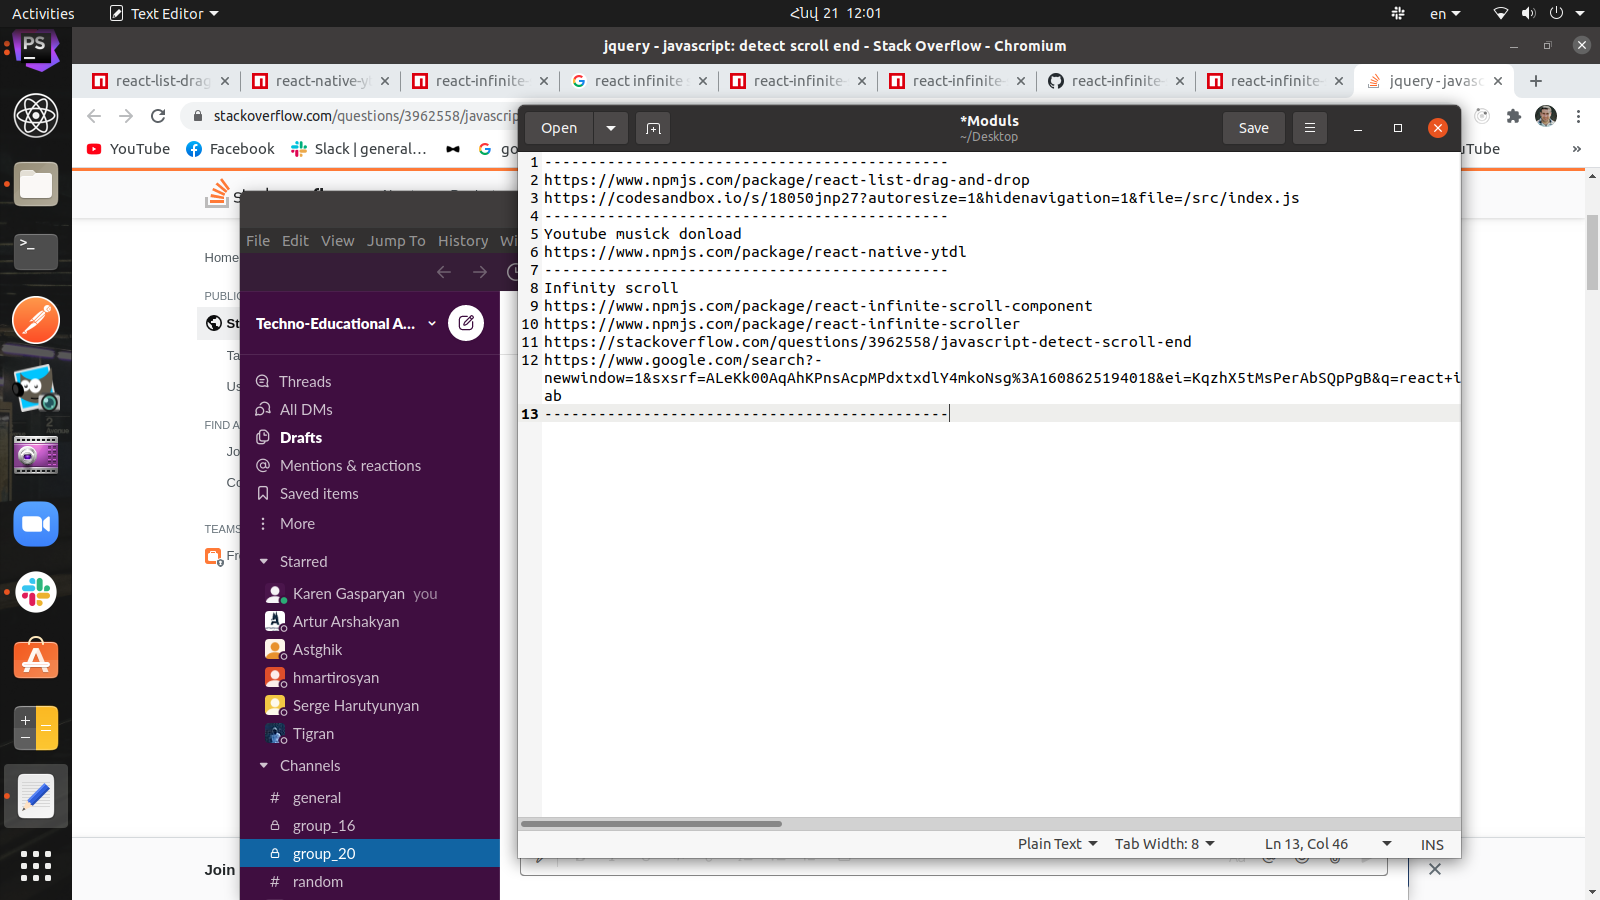 Activities Text Editor Հնվ 21 12:01 en
jquery - javascript: detect scroll end - Stack Overflow - Chromium
react-list-drag react-native-yt react-infinite- react infinite s react-infinite- react-infinite- react-infinite- react-infinite- jquery - javasc
stackoverflow.com/questions/3962558/javascrip
YouTube Facebook Slack | general... go uTube »
Open *Moduls Save
~/Desktop
1 ---------------------------------------------
2 https://www.npmjs.com/package/react-list-drag-and-drop
3 https://codesandbox.io/s/18050jnp27?autoresize=1&hidenavigation=1&file=/src/index.js
4 ---------------------------------------------
5 Youtube musick donload
6 https://www.npmjs.com/package/react-native-ytdl
7 ---------------------------------------------
8 Infinity scroll
9 https://www.npmjs.com/package/react-infinite-scroll-component
10 https://www.npmjs.com/package/react-infinite-scroller
11 https://stackoverflow.com/questions/3962558/javascript-detect-scroll-end
12 https://www.google.com/search?-
newwindow=1&sxsrf=ALeKk00AqAhKPnsAcpMPdxtxdlY4mkoNsg%3A1608625194018&ei=KqzhX5tMsPerAbSQpPgB&q=react+i
ab
13 ---------------------------------------------
Plain Text Tab Width: 8 Ln 13, Col 46 INS
File Edit View Jump To History Wi
Techno-Educational A...
Threads
All DMs
Drafts
Mentions & reactions
Saved items
More
Starred
Karen Gasparyan you
Artur Arshakyan
Astghik
hmartirosyan
Serge Harutyunyan
Tigran
Channels
# general
group_16
group_20
# random
Home
PUBLIC
St
Ta
Us
FIND A
Jo
Co
TEAMS
Fr
Join
PS